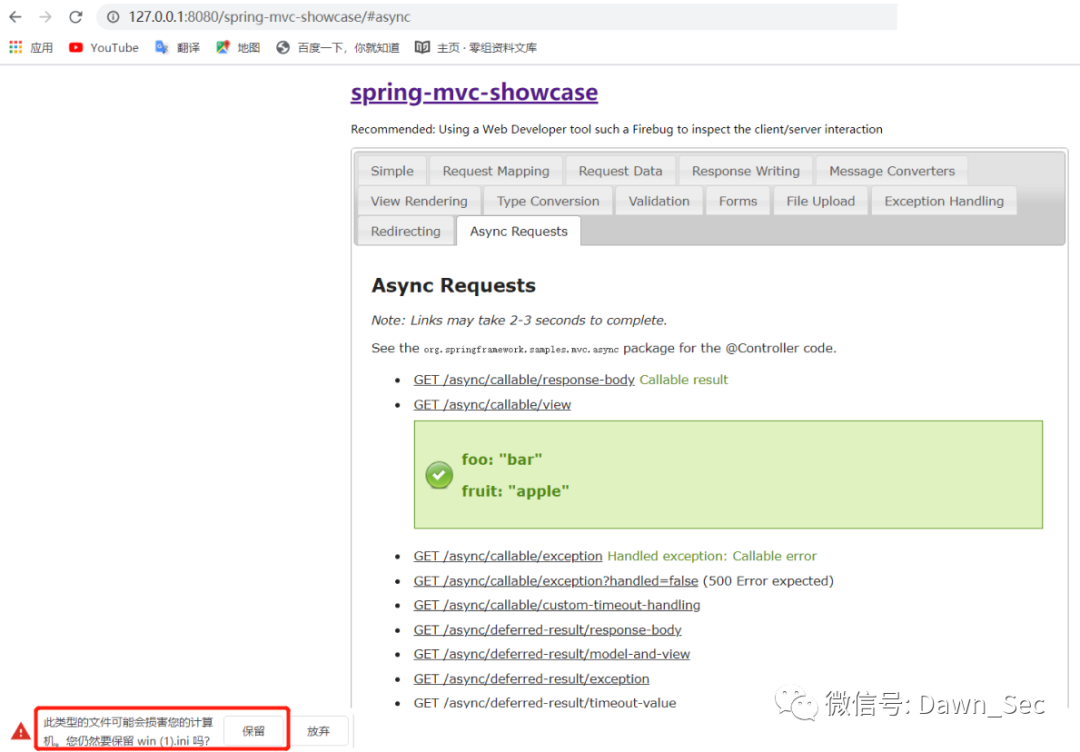 127.0.0.1:8080/spring-mvc-showcase/#async
应用 YouTube 翻译 地图 百度一下，你就知道 主页 · 零组资料文库
spring-mvc-showcase
Recommended: Using a Web Developer tool such a Firebug to inspect the client/server interaction
Simple Request Mapping Request Data Response Writing Message Converters
View Rendering Type Conversion Validation Forms File Upload Exception Handling
Redirecting Async Requests
Async Requests
Note: Links may take 2-3 seconds to complete.
See the org.springframework.samples.mvc.async package for the @Controller code.
• GET /async/callable/response-body Callable result
• GET /async/callable/view
foo: "bar"
fruit: "apple"
• GET /async/callable/exception Handled exception: Callable error
• GET /async/callable/exception?handled=false (500 Error expected)
• GET /async/callable/custom-timeout-handling
• GET /async/deferred-result/response-body
• GET /async/deferred-result/model-and-view
• GET /async/deferred-result/exception
• GET /async/deferred-result/timeout-value
微信号: Dawn_Sec
此类型的文件可能会损害您的计算
机。您仍然要保留 win (1).ini 吗?
保留 放弃